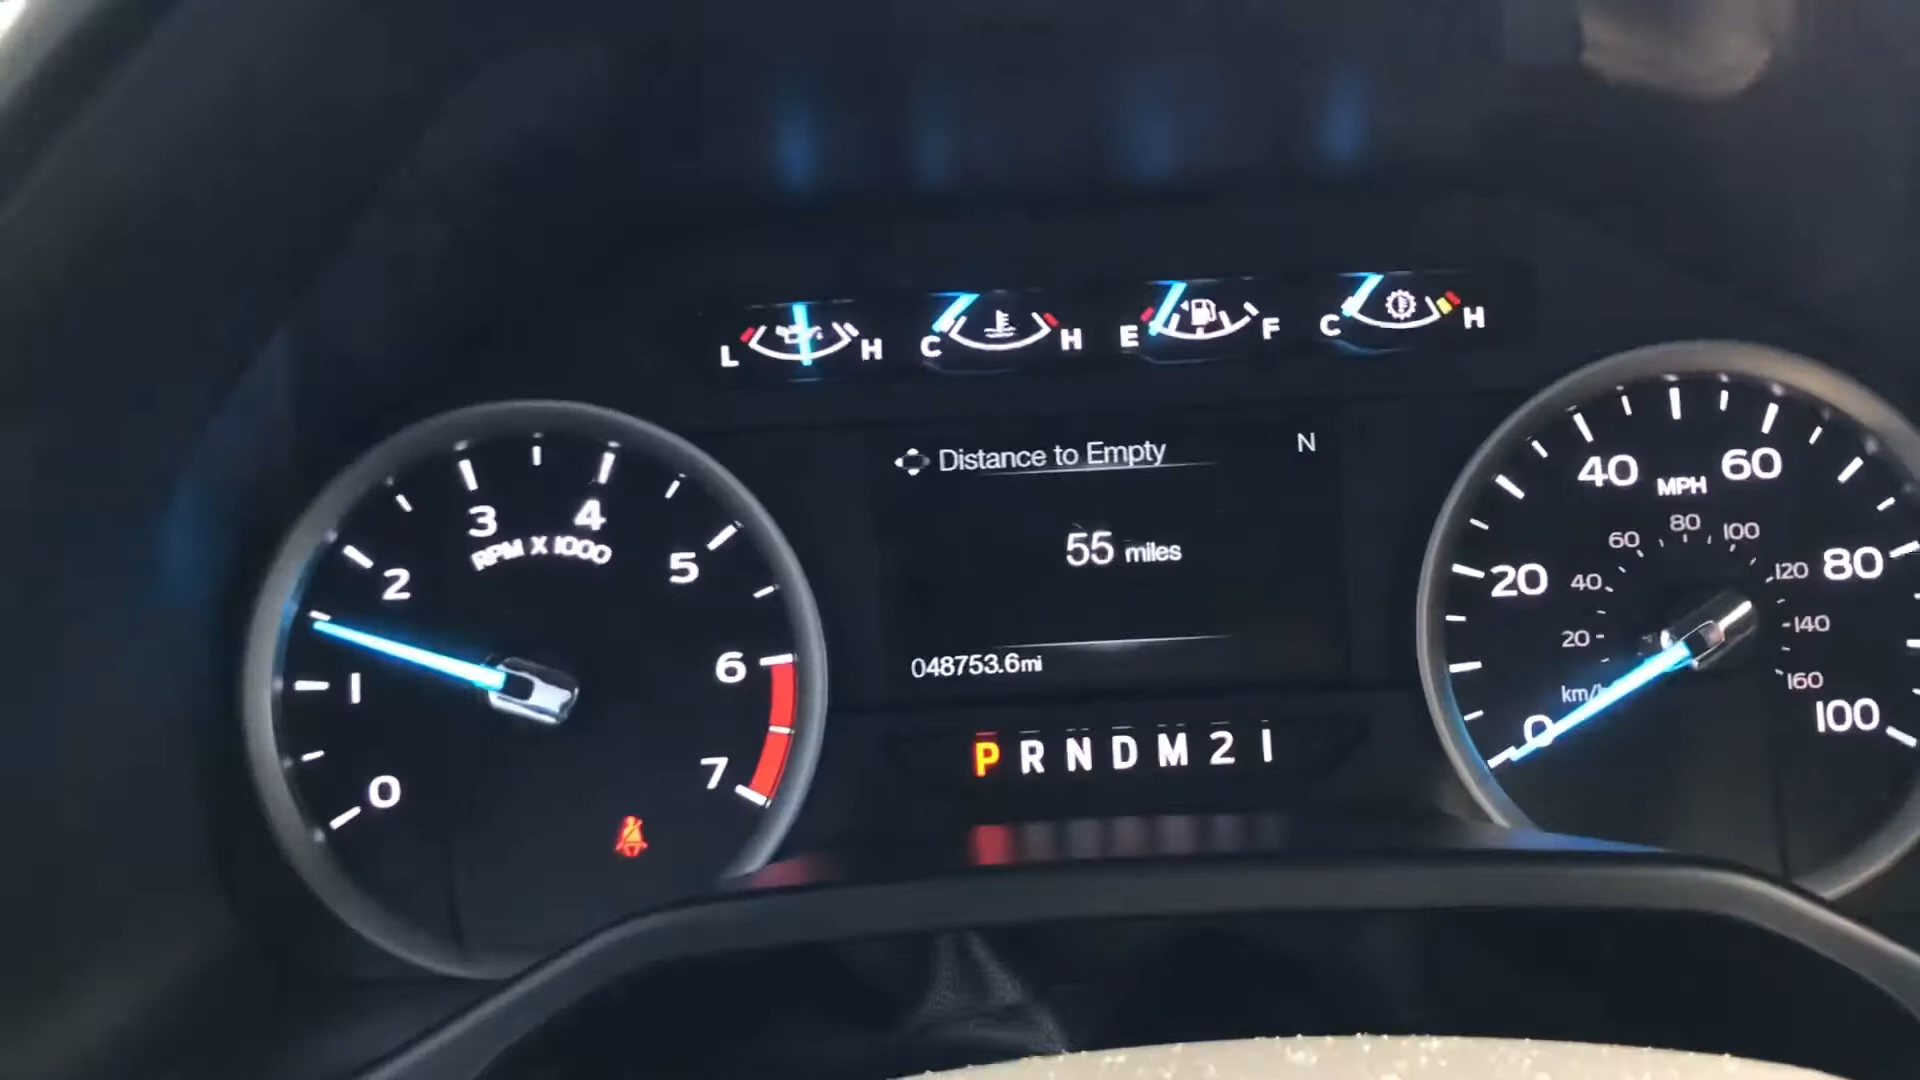 L H C H E F C H
Distance to Empty N
55 miles
048753.6mi
P R N D M 2 1
0 1 2 3 4 5 6 7
RPM X 1000
0 20 40 60 80 100
MPH
km/h
20 40 60 80 100 120 140 160